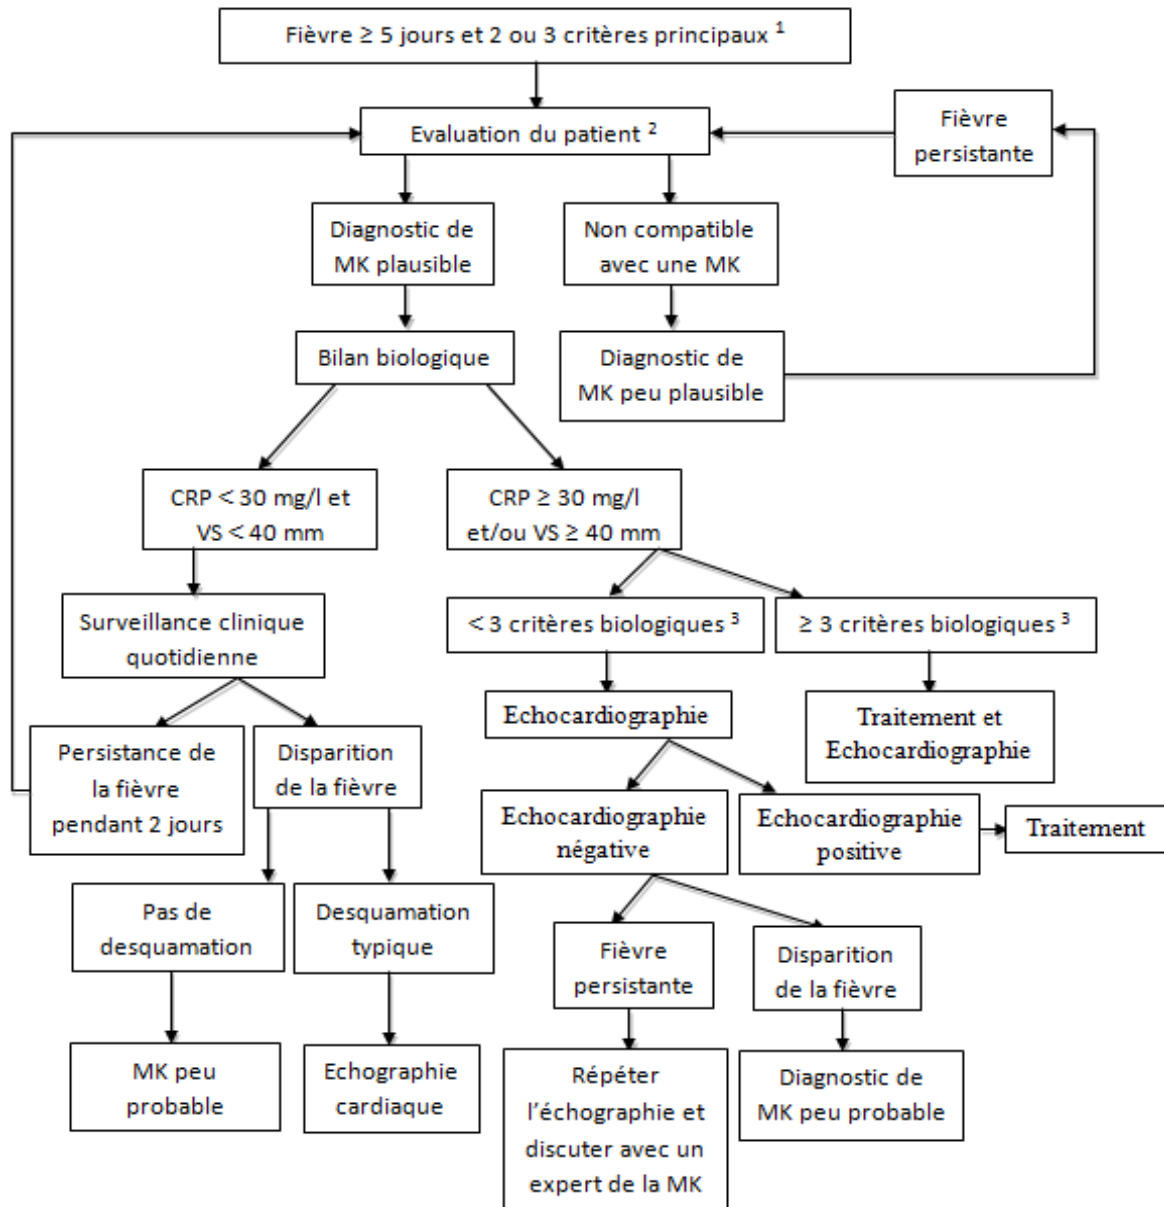 Fièvre ≥ 5 jours et 2 ou 3 critères principaux ¹
Evaluation du patient ²
Fièvre
persistante
Diagnostic de
MK plausible
Non compatible
avec une MK
Bilan biologique
Diagnostic de
MK peu plausible
CRP < 30 mg/l et
VS < 40 mm
CRP ≥ 30 mg/l
et/ou VS ≥ 40 mm
Surveillance clinique
quotidienne
< 3 critères biologiques ³
≥ 3 critères biologiques ³
Persistance de
la fièvre
pendant 2 jours
Disparition
de la fièvre
Echocardiographie
Traitement et
Echocardiographie
Echocardiographie
négative
Echocardiographie
positive
Traitement
Pas de
desquamation
Desquamation
typique
Fièvre
persistante
Disparition
de la fièvre
MK peu
probable
Echographie
cardiaque
Répéter
l'échographie et
discuter avec un
expert de la MK
Diagnostic de
MK peu probable